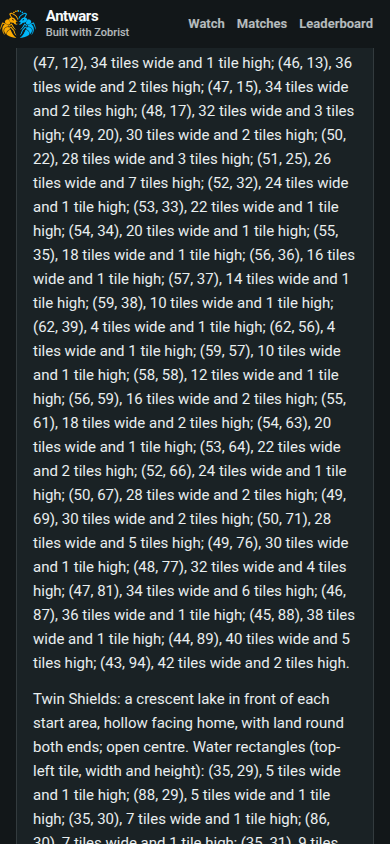 Antwars
Built with Zobrist
Watch Matches Leaderboard
(47, 12), 34 tiles wide and 1 tile high; (46, 13), 36
tiles wide and 2 tiles high; (47, 15), 34 tiles wide
and 2 tiles high; (48, 17), 32 tiles wide and 3 tiles
high; (49, 20), 30 tiles wide and 2 tiles high; (50,
22), 28 tiles wide and 3 tiles high; (51, 25), 26
tiles wide and 7 tiles high; (52, 32), 24 tiles wide
and 1 tile high; (53, 33), 22 tiles wide and 1 tile
high; (54, 34), 20 tiles wide and 1 tile high; (55,
35), 18 tiles wide and 1 tile high; (56, 36), 16 tiles
wide and 1 tile high; (57, 37), 14 tiles wide and 1
tile high; (59, 38), 10 tiles wide and 1 tile high;
(62, 39), 4 tiles wide and 1 tile high; (62, 56), 4
tiles wide and 1 tile high; (59, 57), 10 tiles wide
and 1 tile high; (58, 58), 12 tiles wide and 1 tile
high; (56, 59), 16 tiles wide and 2 tiles high; (55,
61), 18 tiles wide and 2 tiles high; (54, 63), 20
tiles wide and 1 tile high; (53, 64), 22 tiles wide
and 2 tiles high; (52, 66), 24 tiles wide and 1 tile
high; (50, 67), 28 tiles wide and 2 tiles high; (49,
69), 30 tiles wide and 2 tiles high; (50, 71), 28
tiles wide and 5 tiles high; (49, 76), 30 tiles wide
and 1 tile high; (48, 77), 32 tiles wide and 4 tiles
high; (47, 81), 34 tiles wide and 6 tiles high; (46,
87), 36 tiles wide and 1 tile high; (45, 88), 38 tiles
wide and 1 tile high; (44, 89), 40 tiles wide and 5
tiles high; (43, 94), 42 tiles wide and 2 tiles high.
Twin Shields: a crescent lake in front of each
start area, hollow facing home, with land round
both ends; open centre. Water rectangles (top-
left tile, width and height): (35, 29), 5 tiles wide
and 1 tile high; (88, 29), 5 tiles wide and 1 tile
high; (35, 30), 7 tiles wide and 1 tile high; (86,
30), 7 tiles wide and 1 tile high; (35, 31), 9 tiles